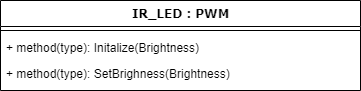 IR_LED : PWM
+ method(type): Initalize(Brightness)
+ method(type): SetBrighness(Brightness)